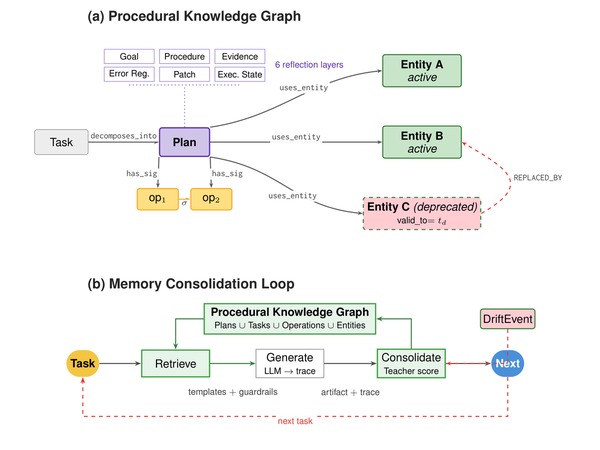 (a) Procedural Knowledge Graph
Goal
Procedure
Evidence
Error Reg.
Patch
Exec. State
6 reflection layers
Entity A
active
uses_entity
Task
decomposes_into
Plan
uses_entity
Entity B
active
has_sig
has_sig
uses_entity
REPLACED_BY
op₁
σ
op₂
Entity C (deprecated)
valid_to= t_d
(b) Memory Consolidation Loop
Procedural Knowledge Graph
Plans ∪ Tasks ∪ Operations ∪ Entities
DriftEvent
Task
Retrieve
Generate
LLM → trace
Consolidate
Teacher score
Next
templates + guardrails
artifact + trace
next task